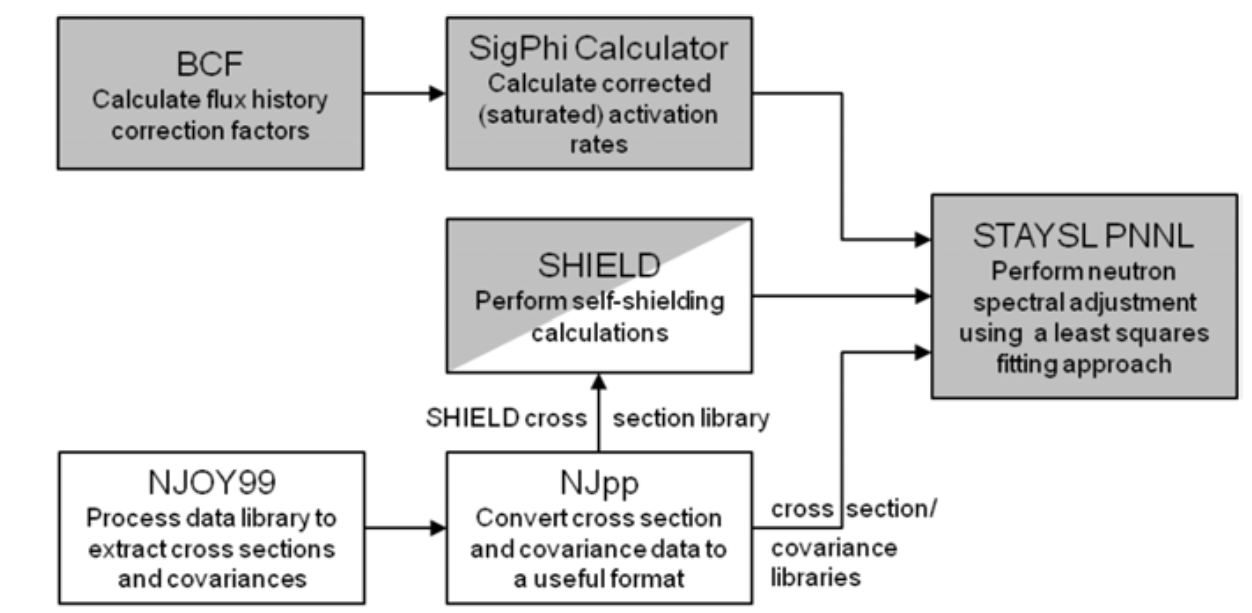 BCF
Calculate flux history
correction factors
SigPhi Calculator
Calculate corrected
(saturated) activation
rates
SHIELD
Perform self-shielding
calculations
STAYSL PNNL
Perform neutron
spectral adjustment
using a least squares
fitting approach
SHIELD cross section library
NJOY99
Process data library to
extract cross sections
and covariances
NJpp
Convert cross section
and covariance data to
a useful format
cross section/
covariance
libraries